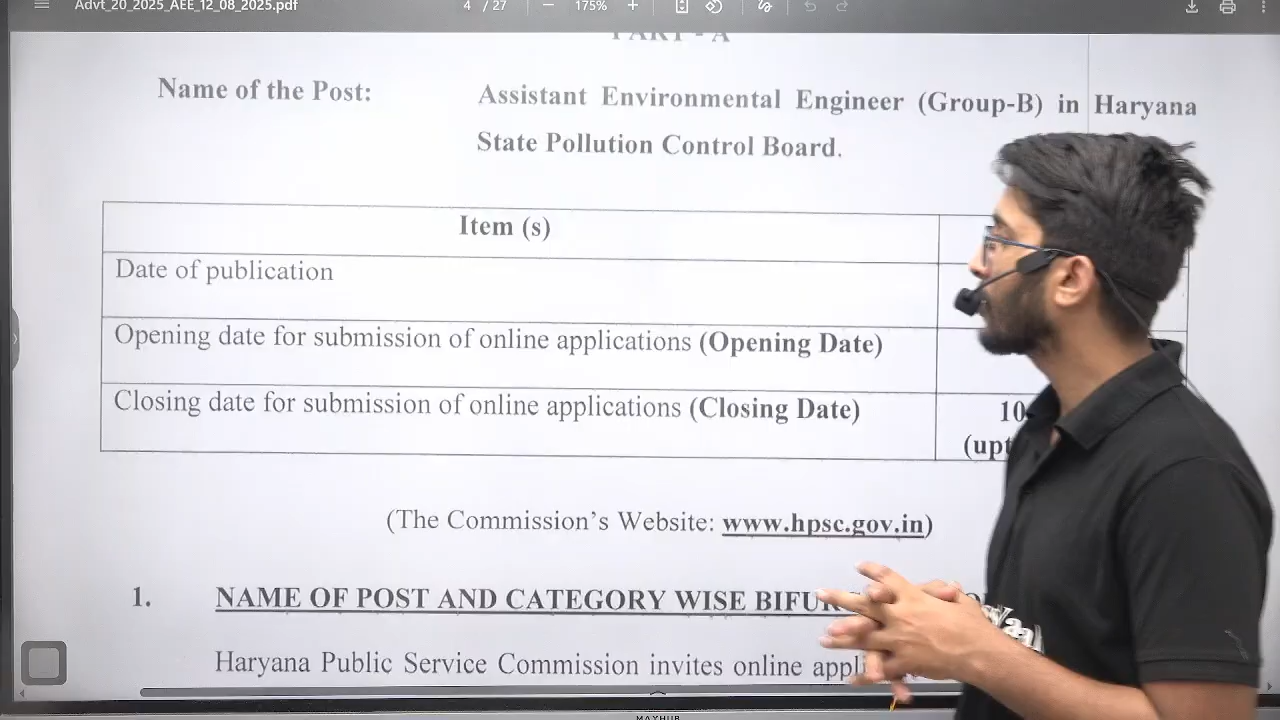 Advt_20_2025_AEE_12_08_2025.pdf
4 / 27
175%
PART - A
Name of the Post:
Assistant Environmental Engineer (Group-B) in Haryana
State Pollution Control Board.
Item (s)
Date of publication
Opening date for submission of online applications (Opening Date)
Closing date for submission of online applications (Closing Date)
10
(upt
(The Commission's Website: www.hpsc.gov.in)
1. NAME OF POST AND CATEGORY WISE
Haryana Public Service Commission invites online
MAXHUB